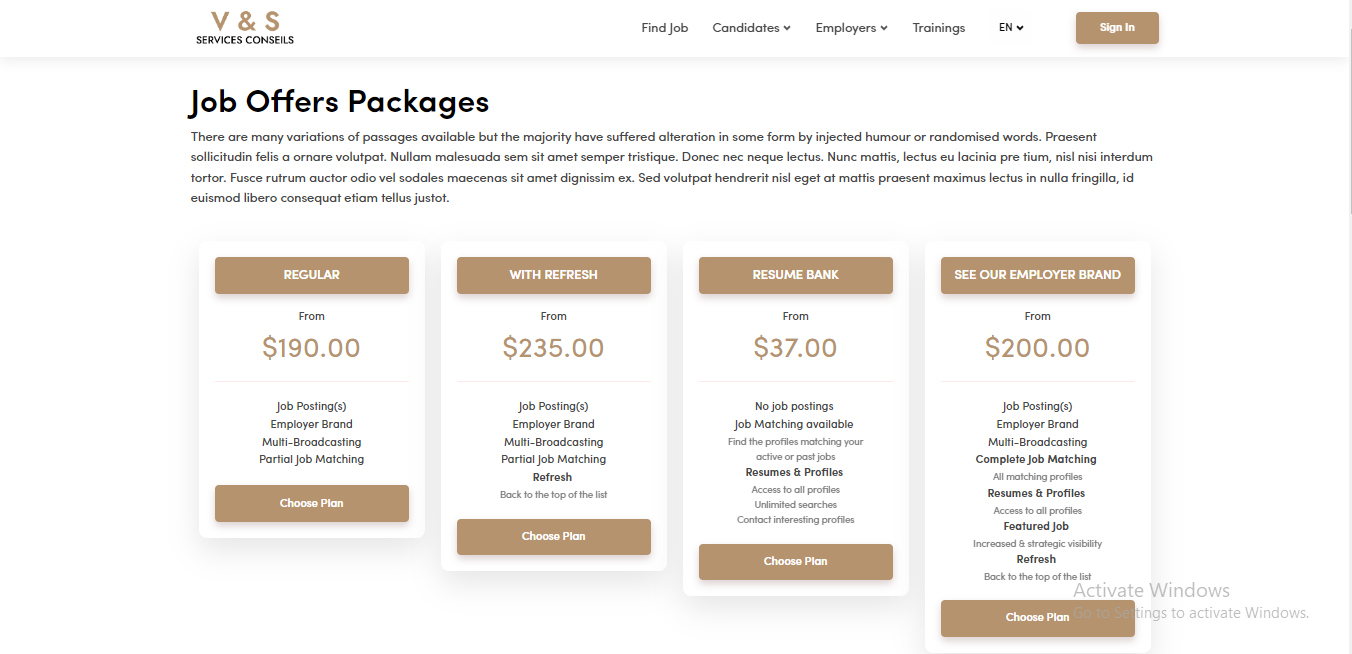 V & S
SERVICES CONSEILS
Find Job
Candidates
Employers
Trainings
EN
Sign In
Job Offers Packages
There are many variations of passages available but the majority have suffered alteration in some form by injected humour or randomised words. Praesent
sollicitudin felis a ornare volutpat. Nullam malesuada sem sit amet semper tristique. Donec nec neque lectus. Nunc mattis, lectus eu lacinia pre tium, nisl nisi interdum
tortor. Fusce rutrum auctor odio vel sodales maecenas sit amet dignissim ex. Sed volutpat hendrerit nisl eget at mattis praesent maximus lectus in nulla fringilla, id
euismod libero consequat etiam tellus justot.
REGULAR
From
$190.00
Job Posting(s)
Employer Brand
Multi-Broadcasting
Partial Job Matching
Choose Plan
WITH REFRESH
From
$235.00
Job Posting(s)
Employer Brand
Multi-Broadcasting
Partial Job Matching
Refresh
Back to the top of the list
Choose Plan
RESUME BANK
From
$37.00
No job postings
Job Matching available
Find the profiles matching your
active or past jobs
Resumes & Profiles
Access to all profiles
Unlimited searches
Contact interesting profiles
Choose Plan
SEE OUR EMPLOYER BRAND
From
$200.00
Job Posting(s)
Employer Brand
Multi-Broadcasting
Complete Job Matching
All matching profiles
Resumes & Profiles
Access to all profiles
Featured Job
Increased & strategic visibility
Refresh
Back to the top of the list
Choose Plan
Activate Windows
Go to Settings to activate Windows.